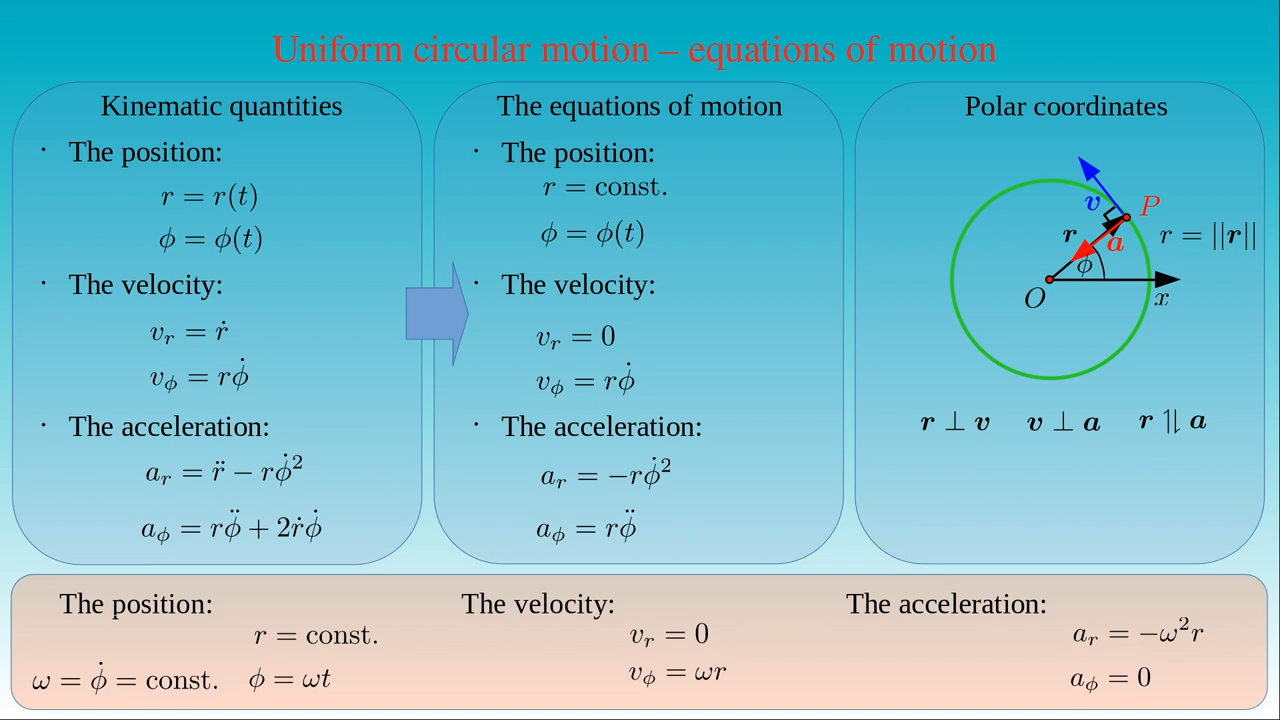 Uniform circular motion – equations of motion
Kinematic quantities
· The position:
r = r(t)
ϕ = ϕ(t)
· The velocity:
v_r = ṙ
v_ϕ = rϕ̇
· The acceleration:
a_r = r̈ − rϕ̇²
a_ϕ = rϕ̈ + 2ṙϕ̇
The equations of motion
· The position:
r = const.
ϕ = ϕ(t)
· The velocity:
v_r = 0
v_ϕ = rϕ̇
· The acceleration:
a_r = −rϕ̇²
a_ϕ = rϕ̈
Polar coordinates
v
P
r
a
r = ||r||
ϕ
O
x
r ⊥ v v ⊥ a r ⥮ a
The position:
r = const.
ω = ϕ̇ = const. ϕ = ωt
The velocity:
v_r = 0
v_ϕ = ωr
The acceleration:
a_r = −ω²r
a_ϕ = 0